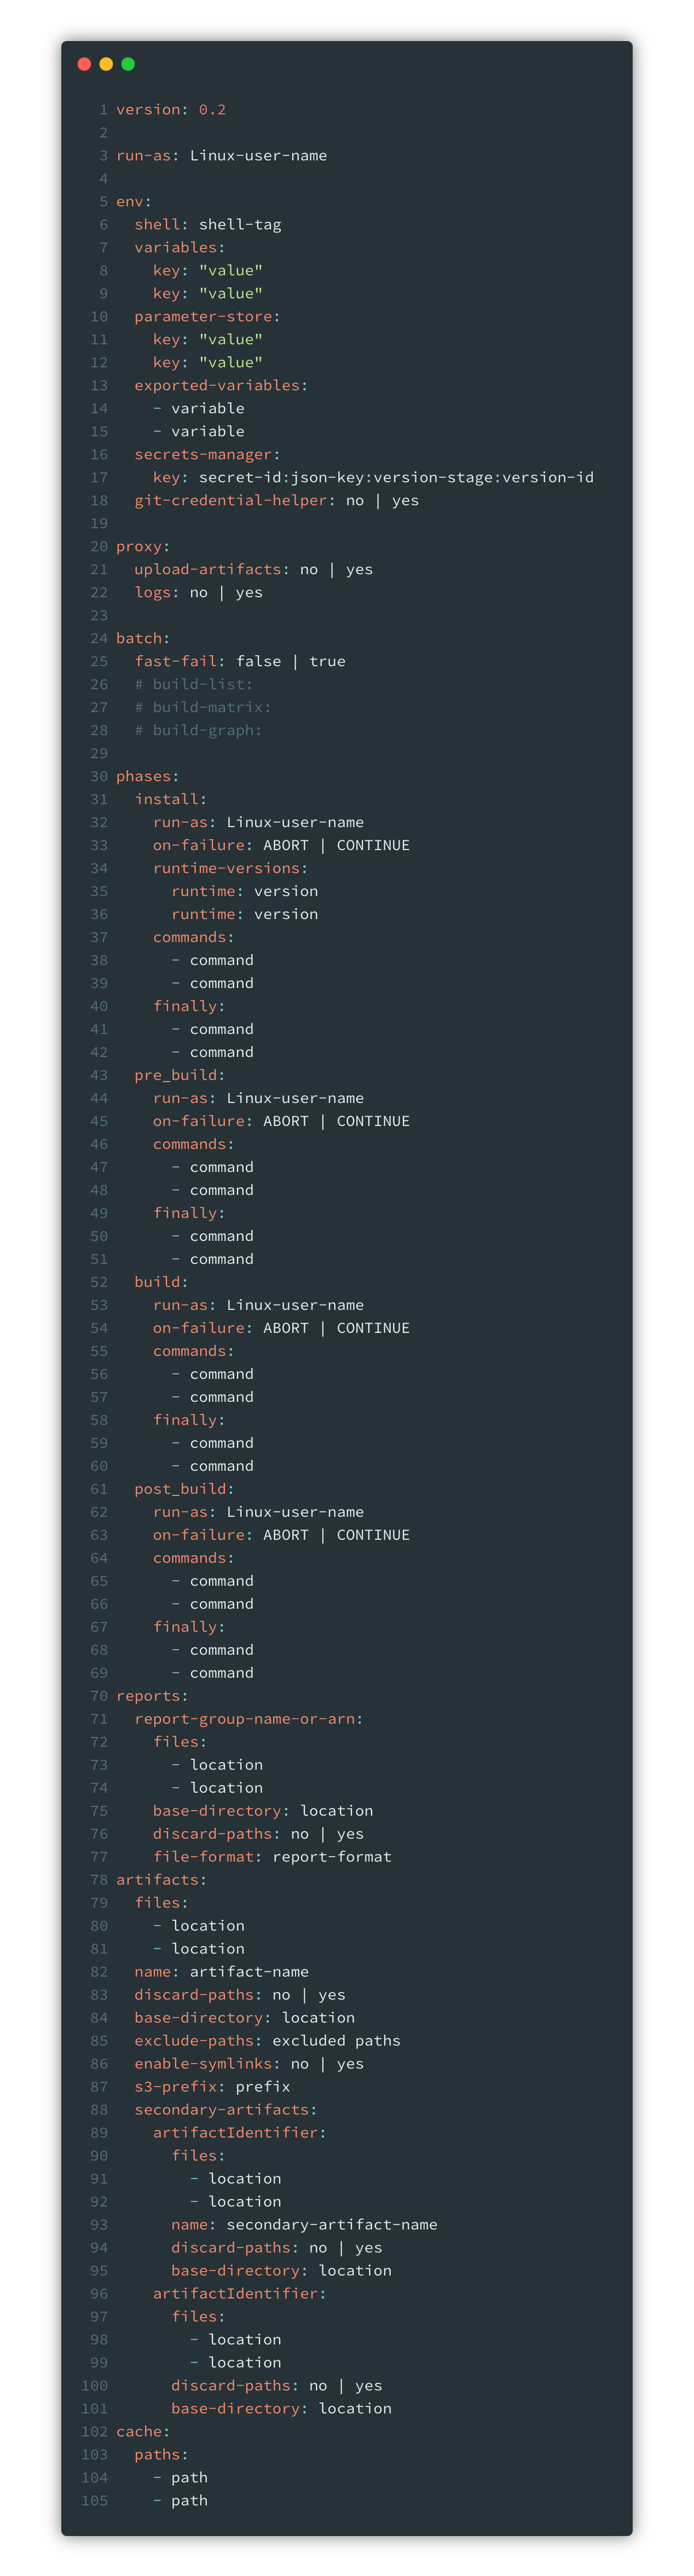 1 version: 0.2
2
3 run-as: Linux-user-name
4
5 env:
6   shell: shell-tag
7   variables:
8     key: "value"
9     key: "value"
10   parameter-store:
11     key: "value"
12     key: "value"
13   exported-variables:
14     - variable
15     - variable
16   secrets-manager:
17     key: secret-id:json-key:version-stage:version-id
18   git-credential-helper: no | yes
19
20 proxy:
21   upload-artifacts: no | yes
22   logs: no | yes
23
24 batch:
25   fast-fail: false | true
26   # build-list:
27   # build-matrix:
28   # build-graph:
29
30 phases:
31   install:
32     run-as: Linux-user-name
33     on-failure: ABORT | CONTINUE
34     runtime-versions:
35       runtime: version
36       runtime: version
37     commands:
38       - command
39       - command
40     finally:
41       - command
42       - command
43   pre_build:
44     run-as: Linux-user-name
45     on-failure: ABORT | CONTINUE
46     commands:
47       - command
48       - command
49     finally:
50       - command
51       - command
52   build:
53     run-as: Linux-user-name
54     on-failure: ABORT | CONTINUE
55     commands:
56       - command
57       - command
58     finally:
59       - command
60       - command
61   post_build:
62     run-as: Linux-user-name
63     on-failure: ABORT | CONTINUE
64     commands:
65       - command
66       - command
67     finally:
68       - command
69       - command
70 reports:
71   report-group-name-or-arn:
72     files:
73       - location
74       - location
75     base-directory: location
76     discard-paths: no | yes
77     file-format: report-format
78 artifacts:
79   files:
80     - location
81     - location
82   name: artifact-name
83   discard-paths: no | yes
84   base-directory: location
85   exclude-paths: excluded paths
86   enable-symlinks: no | yes
87   s3-prefix: prefix
88   secondary-artifacts:
89     artifactIdentifier:
90       files:
91         - location
92         - location
93       name: secondary-artifact-name
94       discard-paths: no | yes
95       base-directory: location
96     artifactIdentifier:
97       files:
98         - location
99         - location
100       discard-paths: no | yes
101       base-directory: location
102 cache:
103   paths:
104     - path
105     - path